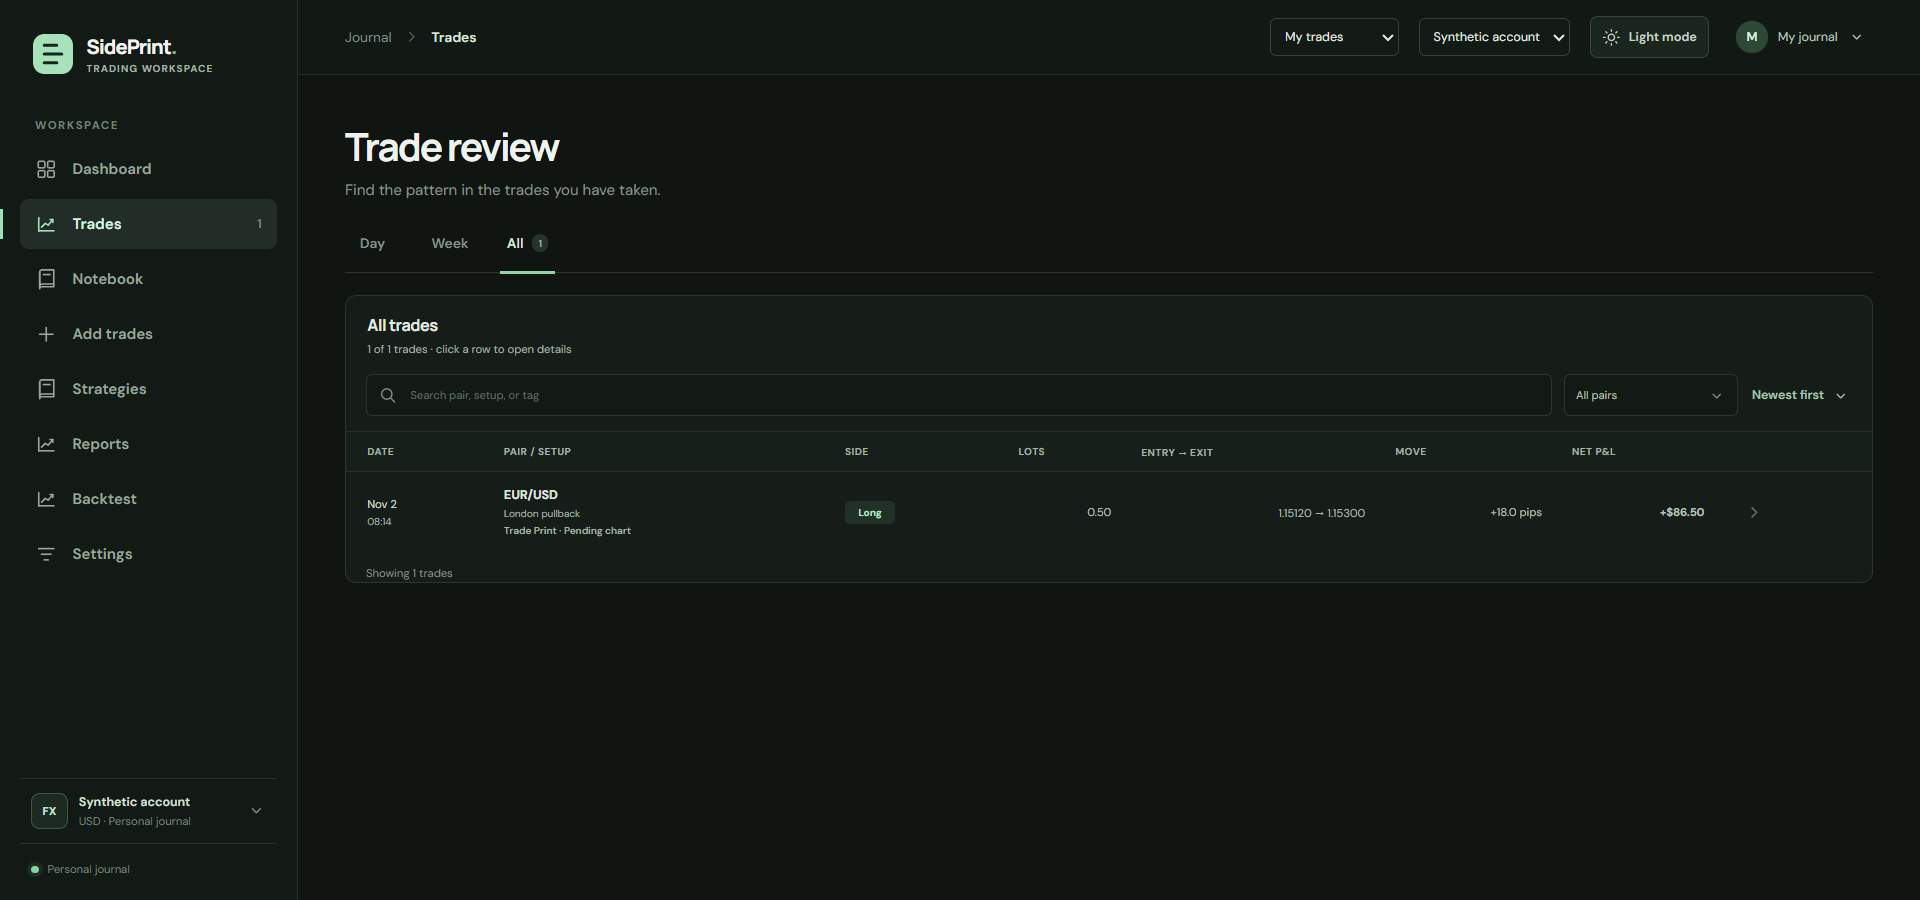 SidePrint.
TRADING WORKSPACE
WORKSPACE
Dashboard
Trades 1
Notebook
Add trades
Strategies
Reports
Backtest
Settings
FX
Synthetic account
USD · Personal journal
Personal journal
Journal > Trades
My trades
Synthetic account
Light mode
M My journal
Trade review
Find the pattern in the trades you have taken.
Day Week All 1
All trades
1 of 1 trades · click a row to open details
Search pair, setup, or tag
All pairs
Newest first
DATE PAIR / SETUP SIDE LOTS ENTRY → EXIT MOVE NET P&L
Nov 2
08:14
EUR/USD
London pullback
Trade Print · Pending chart
Long
0.50
1.15120 → 1.15300
+18.0 pips
+$86.50
Showing 1 trades